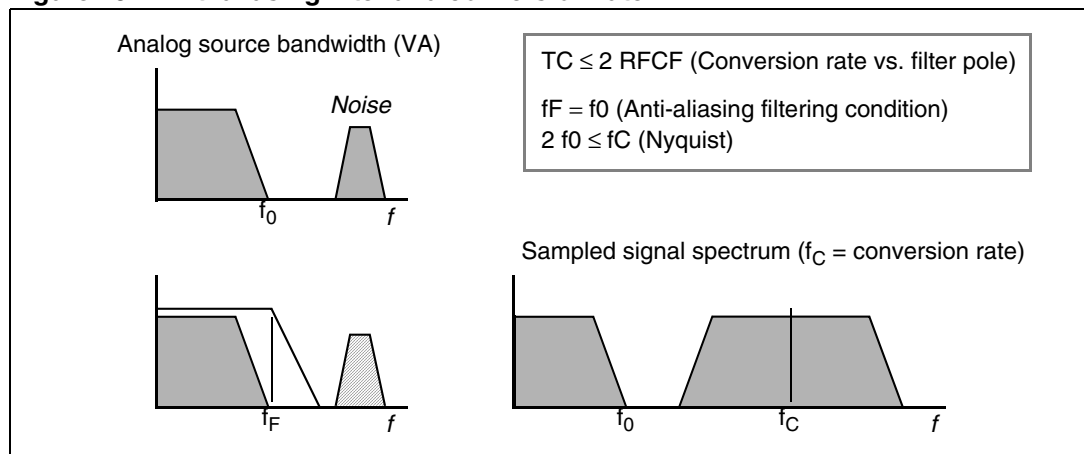 Analog source bandwidth (VA)
Noise
f0
f
TC ≤ 2 RFCF (Conversion rate vs. filter pole)
fF = f0 (Anti-aliasing filtering condition)
2 f0 ≤ fC (Nyquist)
fF
f
Sampled signal spectrum (fC = conversion rate)
f0
fC
f